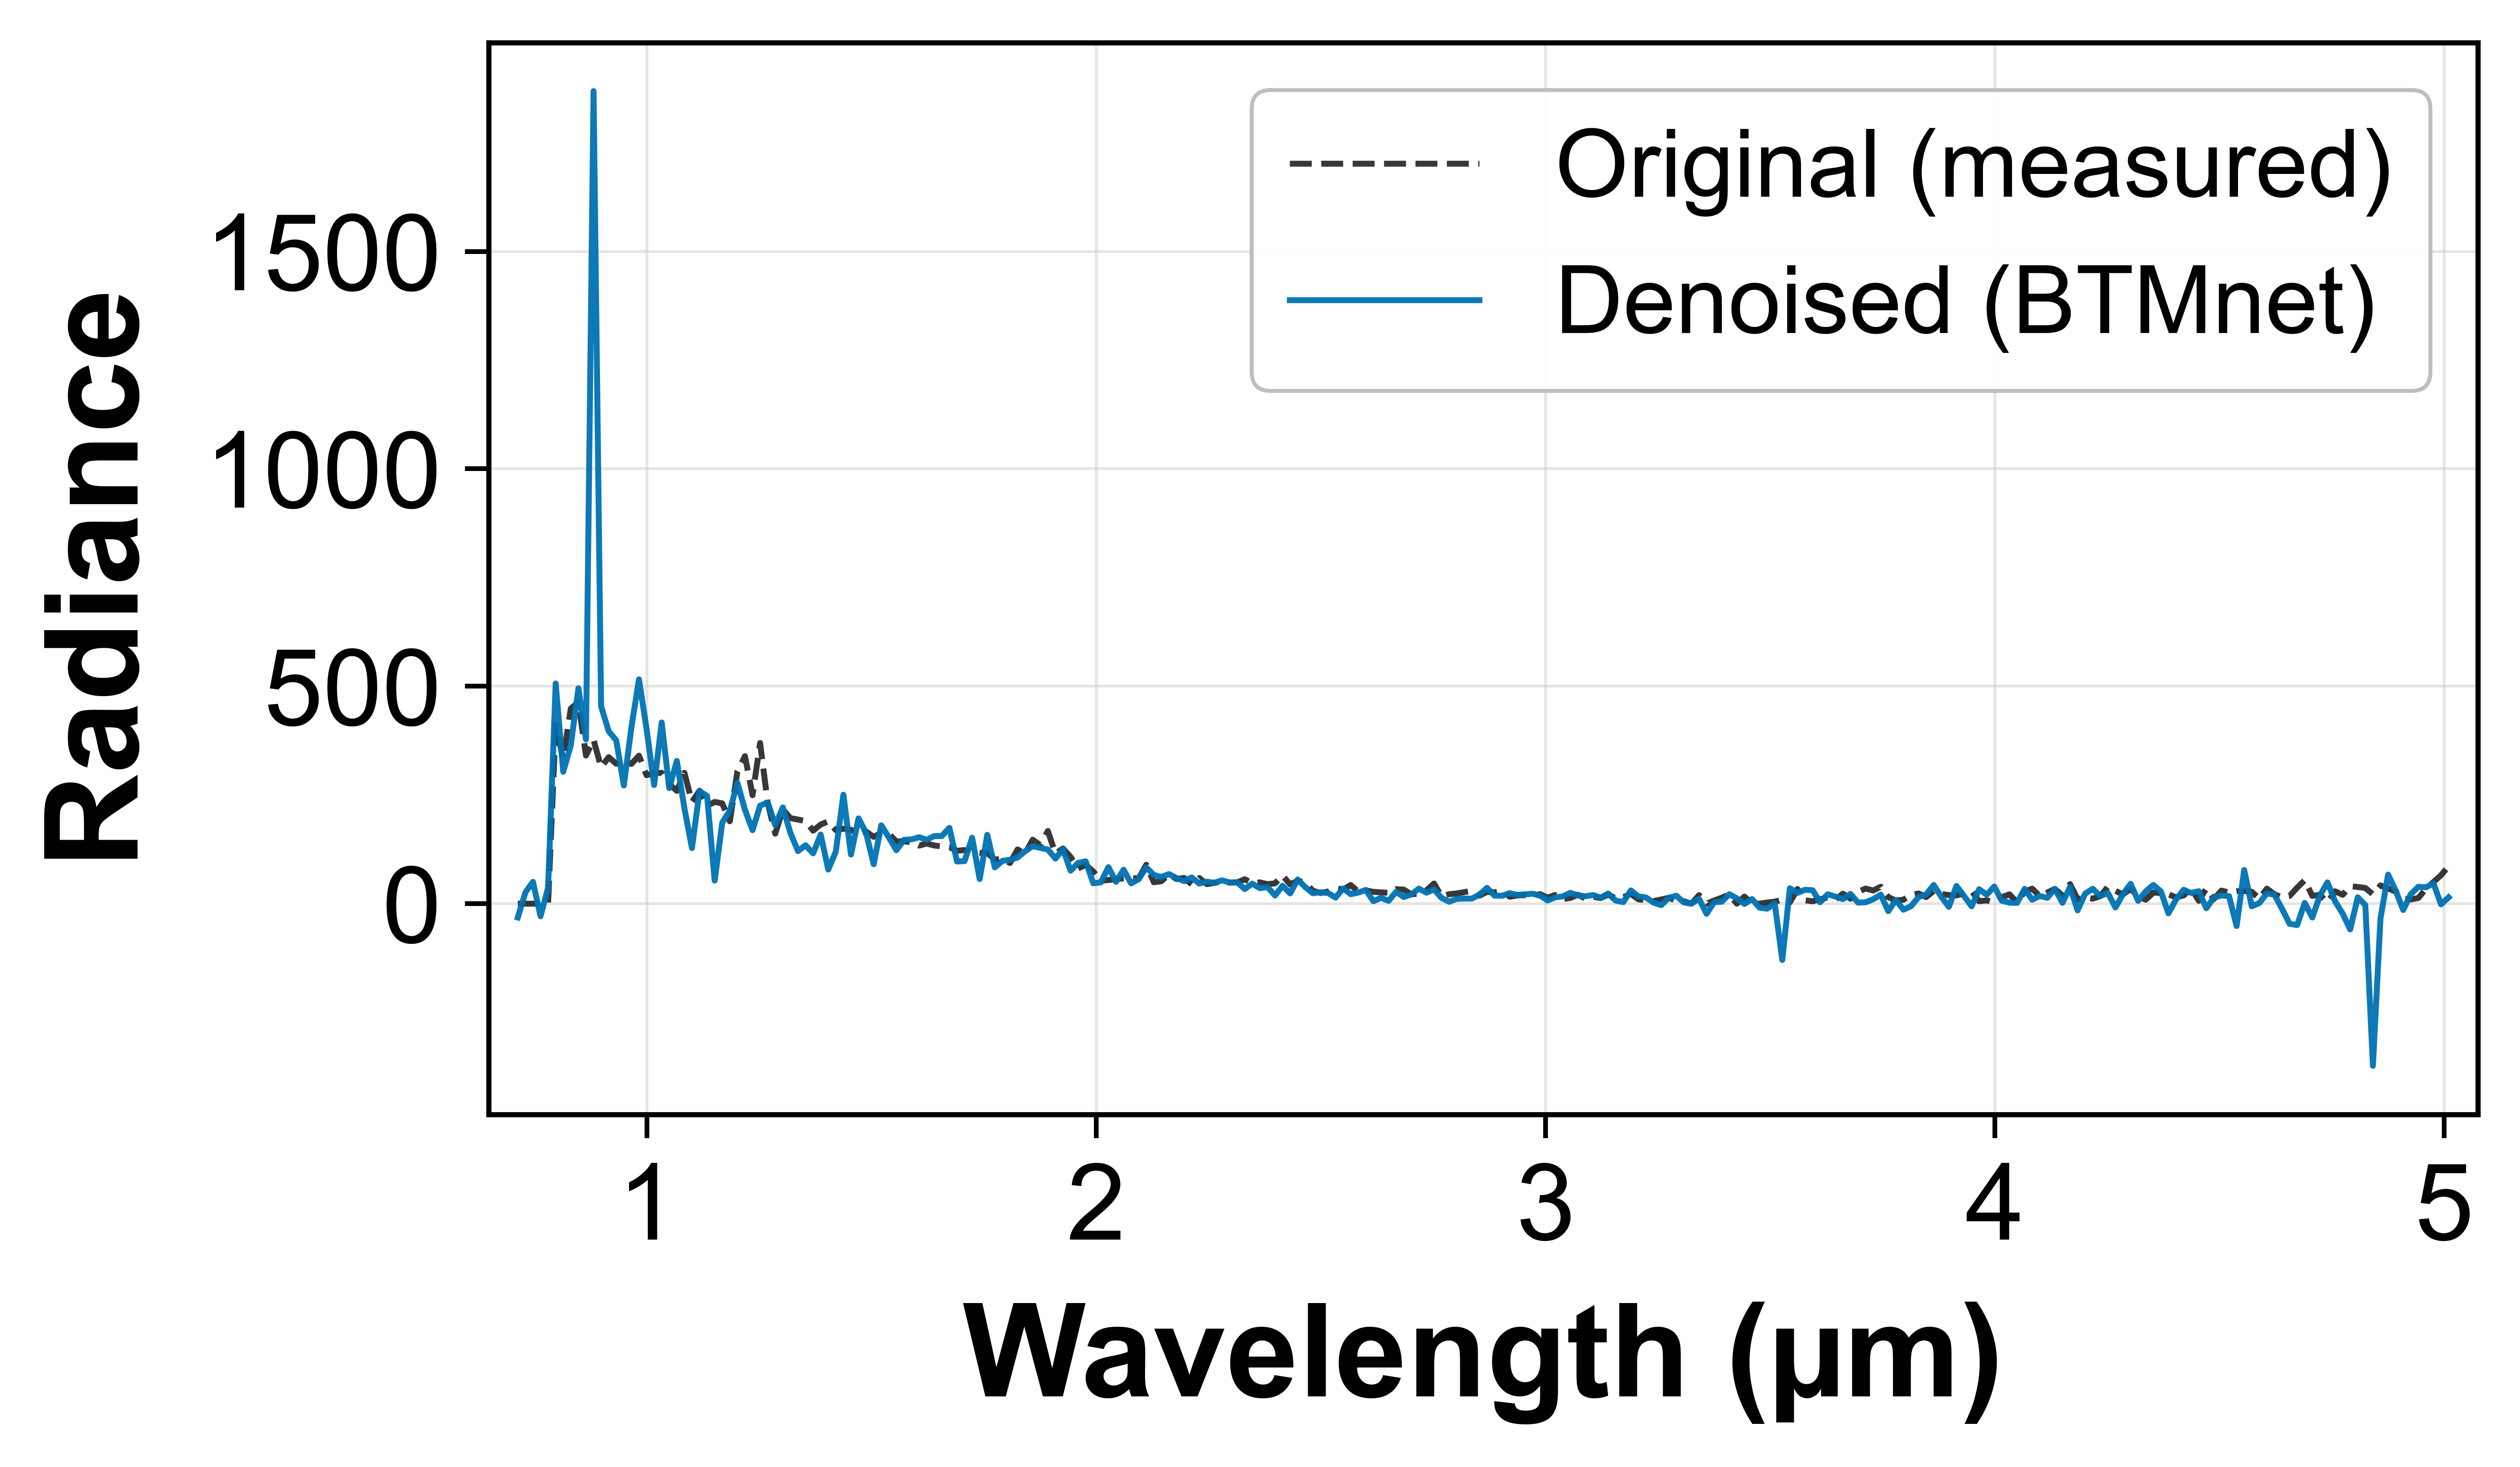 Original (measured)
Denoised (BTMnet)
Radiance
1500
1000
500
0
1 2 3 4 5
Wavelength (µm)